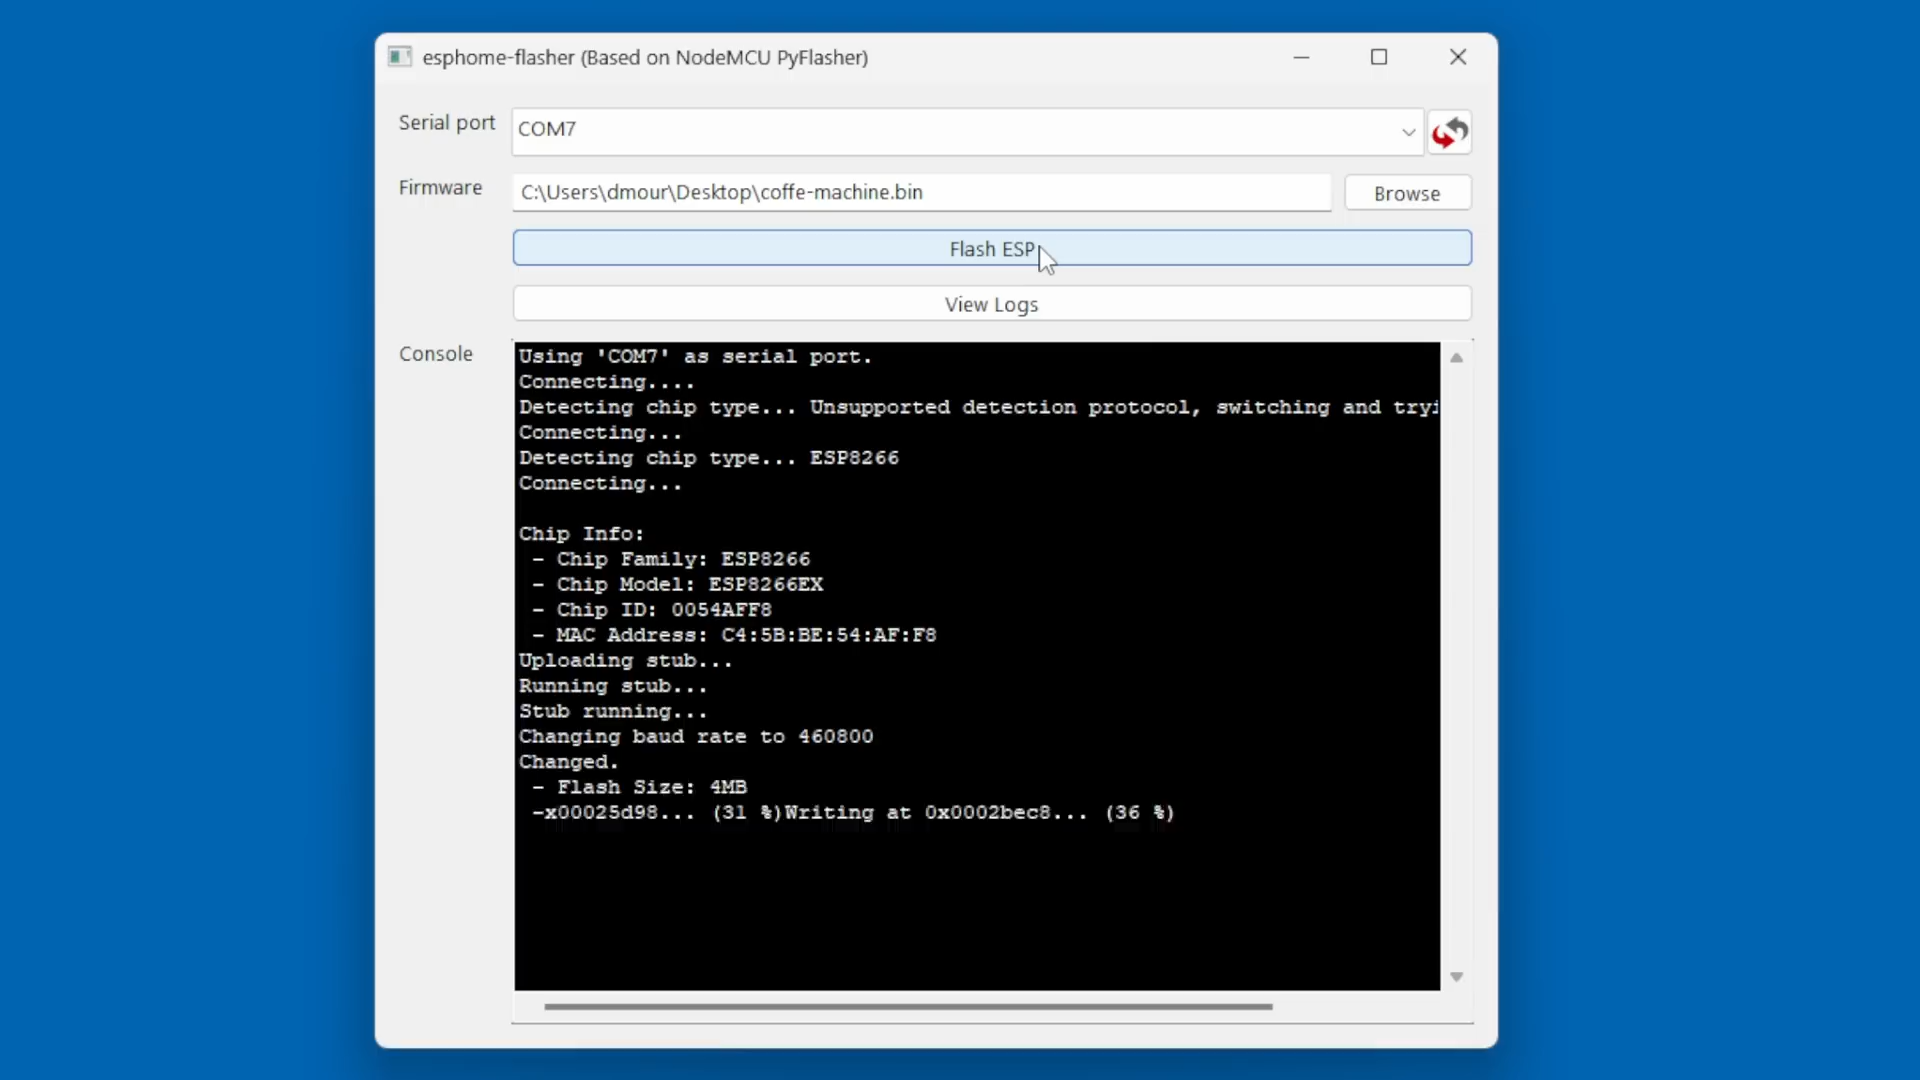 esphome-flasher (Based on NodeMCU PyFlasher)
Serial port COM7
Firmware C:\Users\dmour\Desktop\coffe-machine.bin Browse
Flash ESP
View Logs
Console
Using 'COM7' as serial port.
Connecting....
Detecting chip type... Unsupported detection protocol, switching and tryi
Connecting...
Detecting chip type... ESP8266
Connecting...
Chip Info:
- Chip Family: ESP8266
- Chip Model: ESP8266EX
- Chip ID: 0054AFF8
- MAC Address: C4:5B:BE:54:AF:F8
Uploading stub...
Running stub...
Stub running...
Changing baud rate to 460800
Changed.
- Flash Size: 4MB
-x00025d98... (31 %)Writing at 0x0002bec8... (36 %)